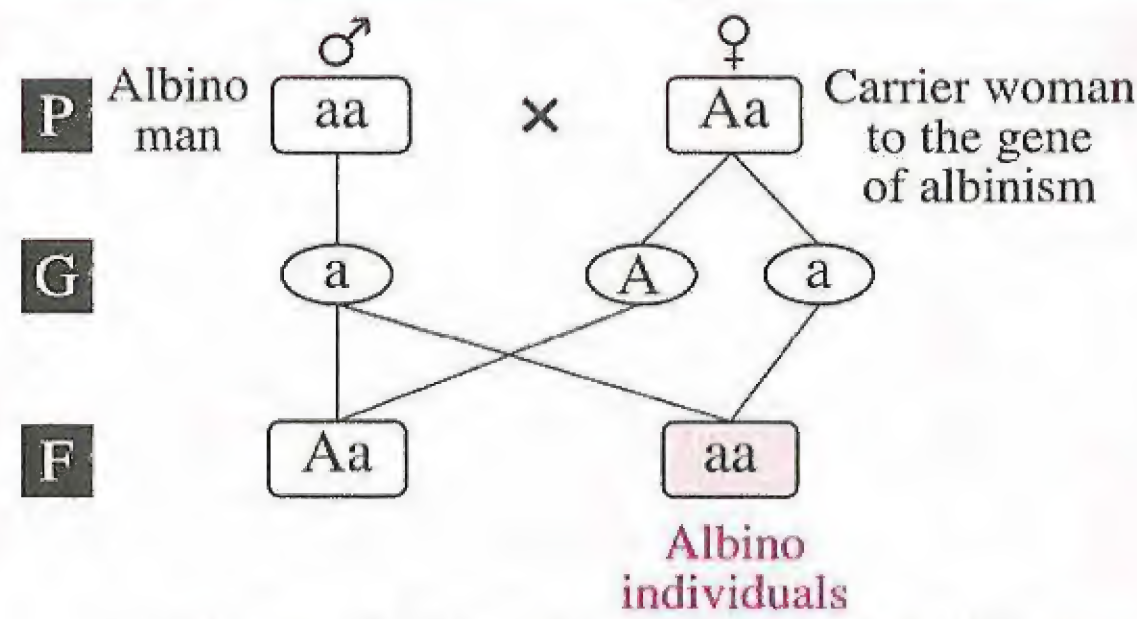 ♂ ♀
P Albino man aa × Aa Carrier woman to the gene of albinism
G a A a
F Aa aa
Albino
individuals